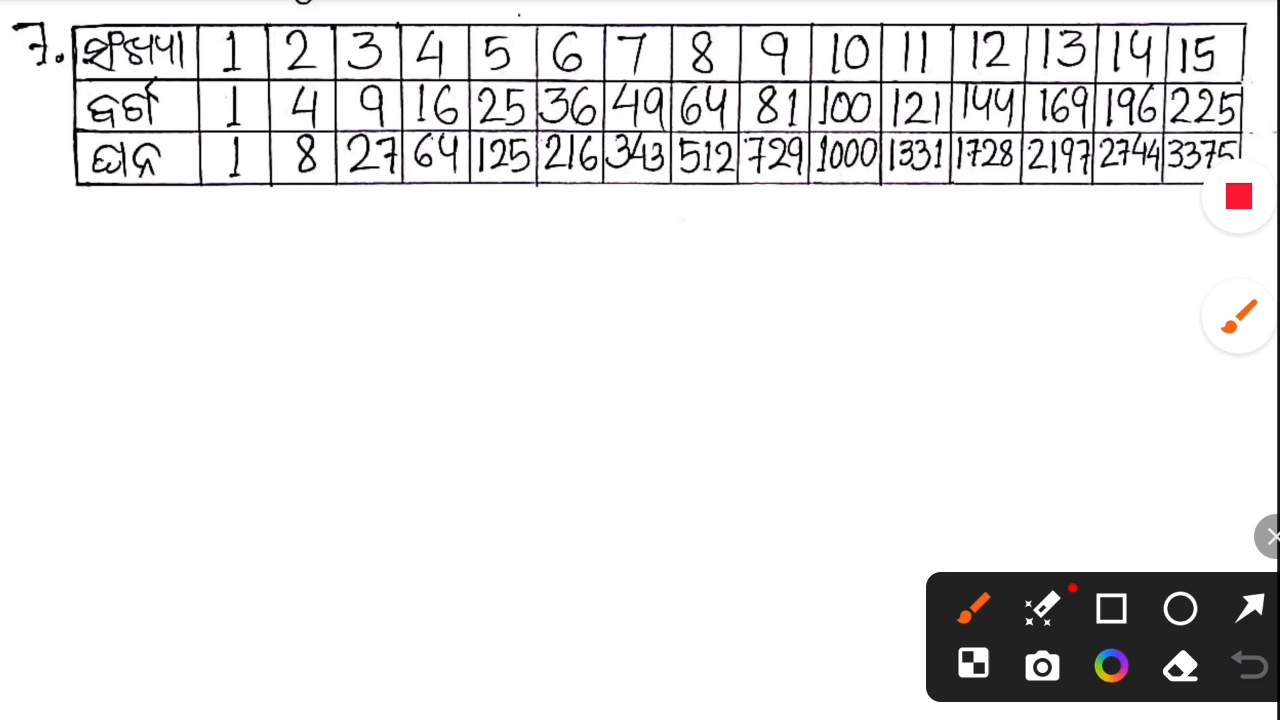 7. ସଂଖ୍ୟା 1 2 3 4 5 6 7 8 9 10 11 12 13 14 15
ବର୍ଗ 1 4 9 16 25 36 49 64 81 100 121 144 169 196 225
ଘନ 1 8 27 64 125 216 343 512 729 1000 1331 1728 2197 2744 3375